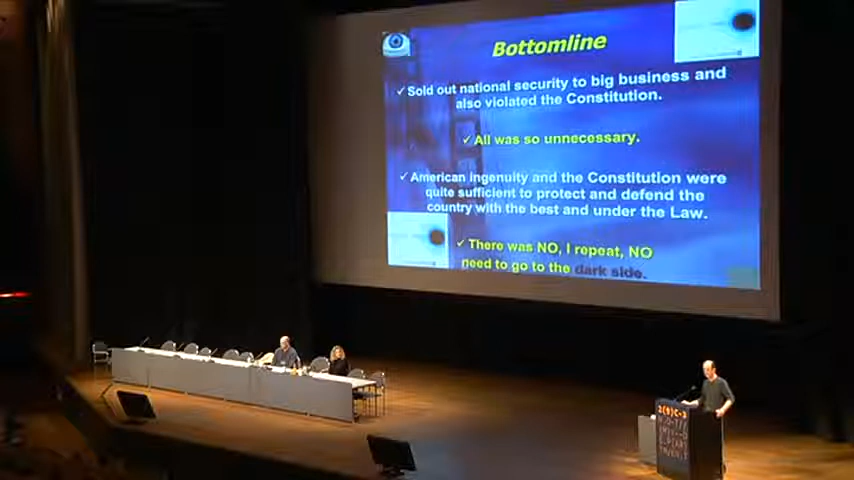 Bottomline
✓ Sold out national security to big business and
also violated the Constitution.
✓ All was so unnecessary.
✓ American ingenuity and the Constitution were
quite sufficient to protect and defend the
country with the best and under the Law.
✓ There was NO, I repeat, NO
need to go to the dark side.